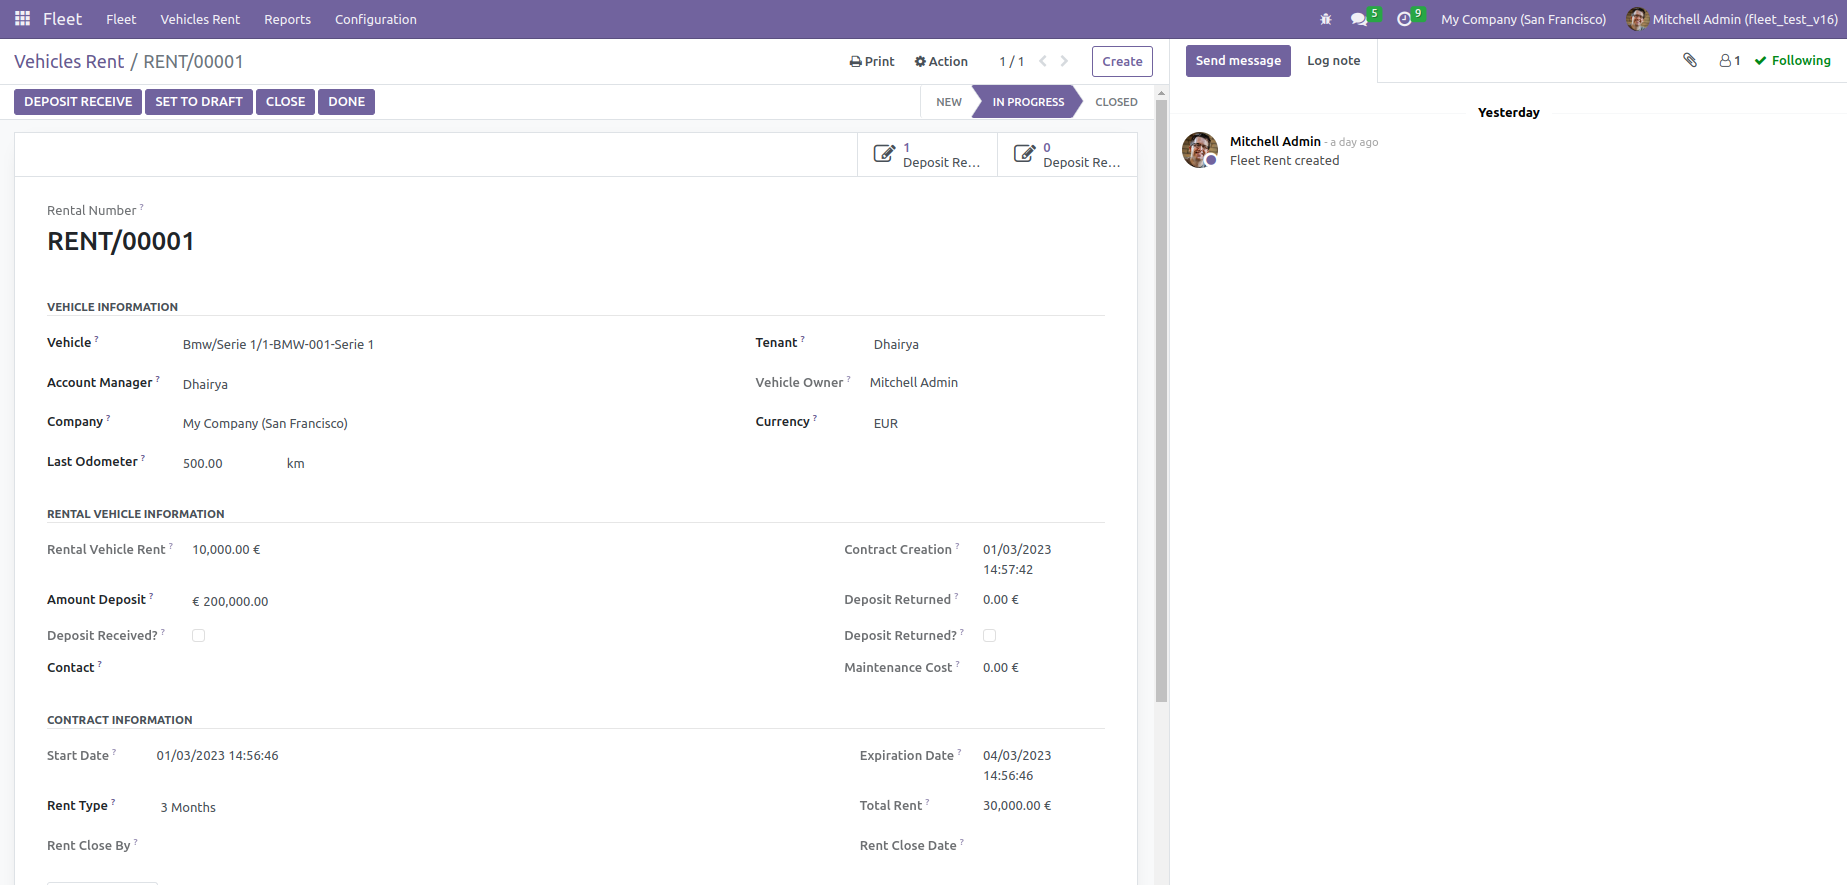 Fleet Fleet Vehicles Rent Reports Configuration 5 9 My Company (San Francisco) Mitchell Admin (fleet_test_v16)
Vehicles Rent / RENT/00001 Print Action 1 / 1 Create
DEPOSIT RECEIVE SET TO DRAFT CLOSE DONE NEW IN PROGRESS CLOSED
1
Deposit Re...
0
Deposit Re...
Rental Number ?
RENT/00001
VEHICLE INFORMATION
Vehicle ? Bmw/Serie 1/1-BMW-001-Serie 1 Tenant ? Dhairya
Account Manager ? Dhairya Vehicle Owner ? Mitchell Admin
Company ? My Company (San Francisco) Currency ? EUR
Last Odometer ? 500.00 km
RENTAL VEHICLE INFORMATION
Rental Vehicle Rent ? 10,000.00 € Contract Creation ? 01/03/2023
14:57:42
Amount Deposit ? € 200,000.00 Deposit Returned ? 0.00 €
Deposit Received? ? Deposit Returned? ?
Contact ? Maintenance Cost ? 0.00 €
CONTRACT INFORMATION
Start Date ? 01/03/2023 14:56:46 Expiration Date ? 04/03/2023
14:56:46
Rent Type ? 3 Months Total Rent ? 30,000.00 €
Rent Close By ? Rent Close Date ?
Send message Log note 1 Following
Yesterday
Mitchell Admin - a day ago
Fleet Rent created